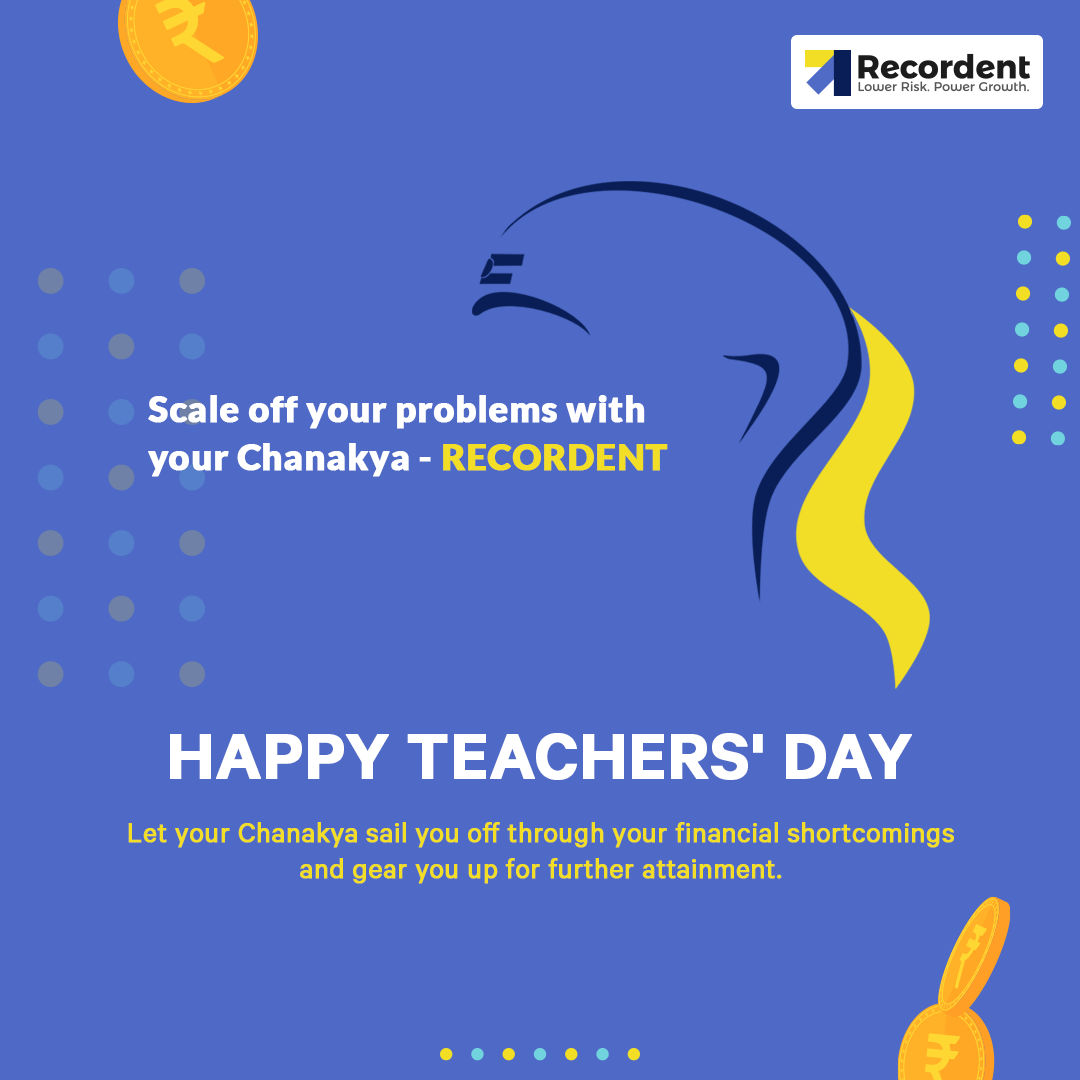 Recordent
Lower Risk. Power Growth.
Scale off your problems with
your Chanakya - RECORDENT
HAPPY TEACHERS' DAY
Let your Chanakya sail you off through your financial shortcomings
and gear you up for further attainment.